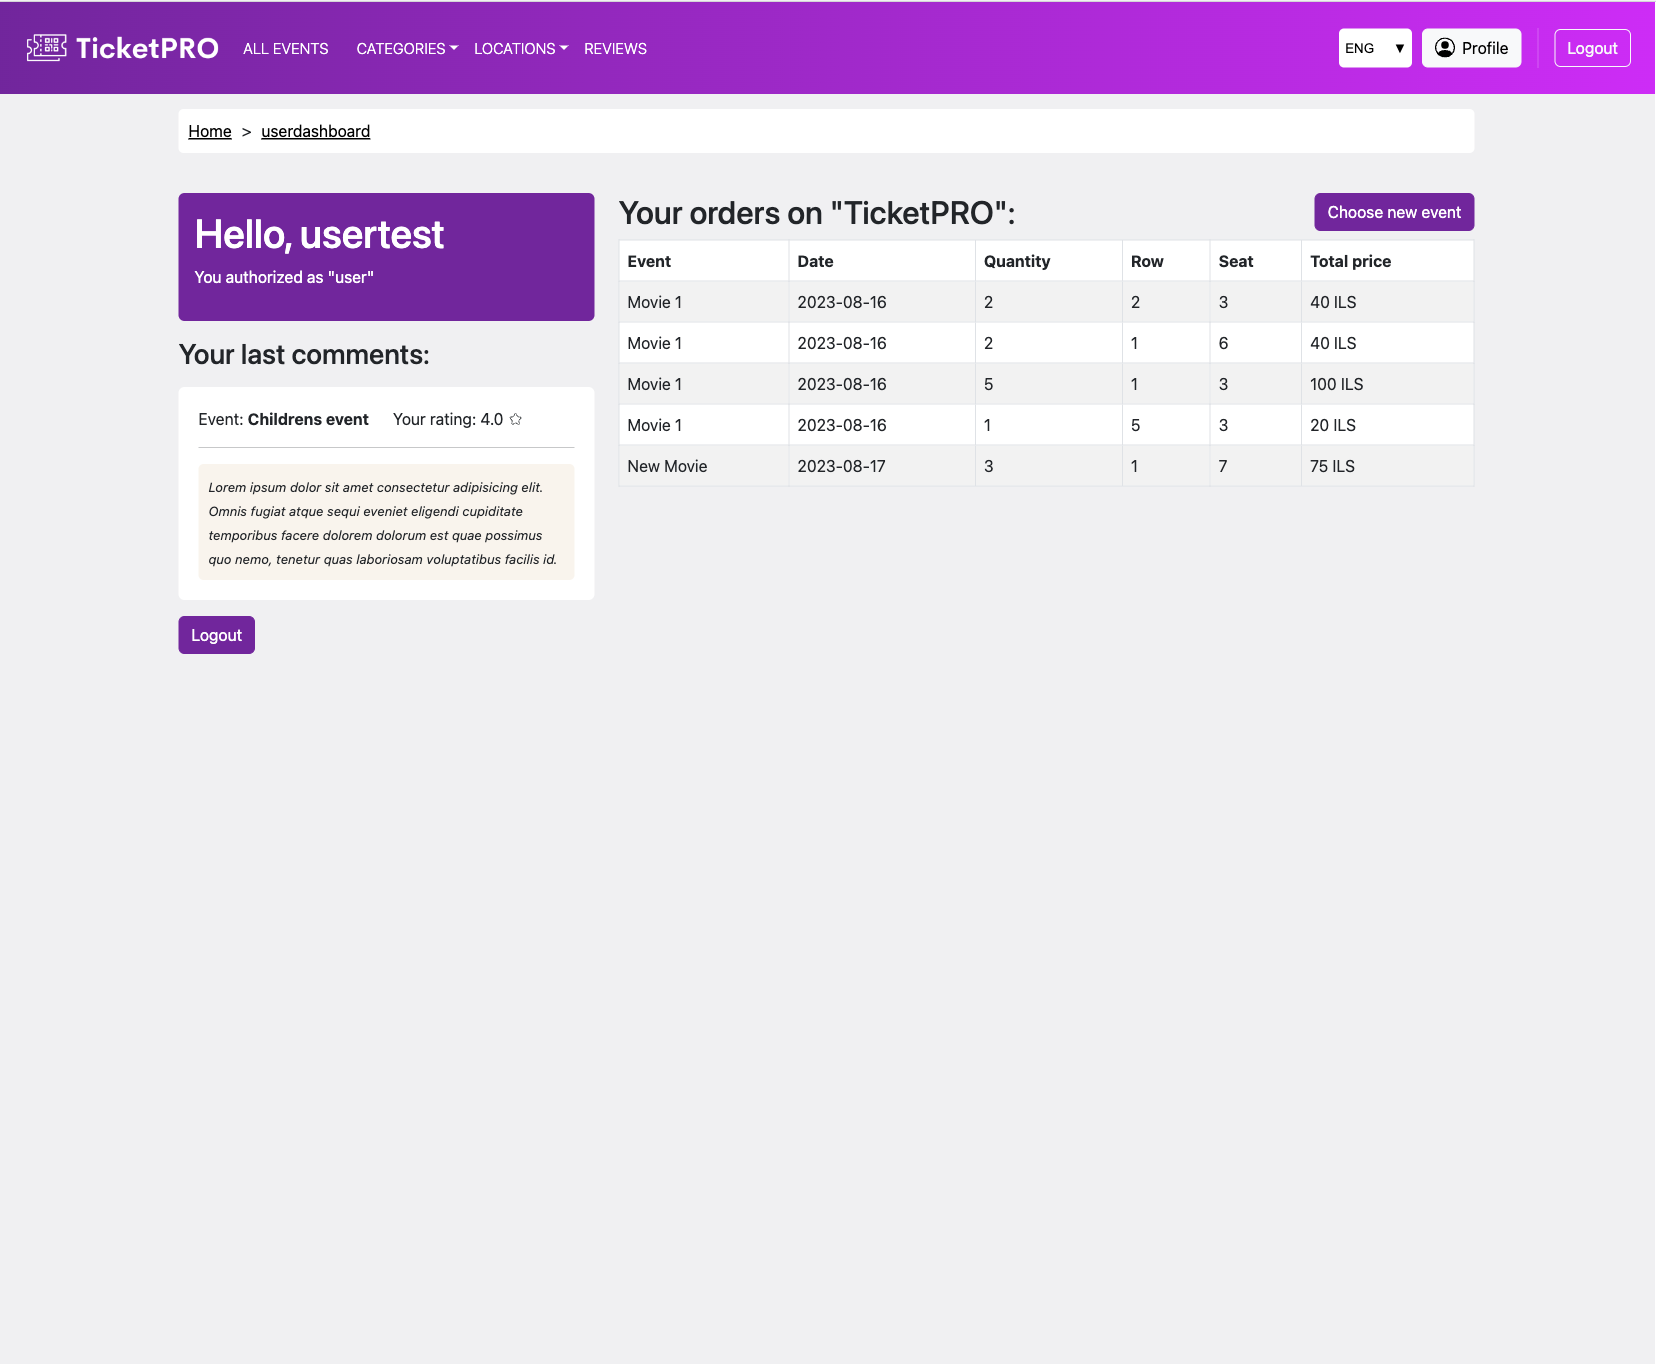 TicketPRO ALL EVENTS CATEGORIES LOCATIONS REVIEWS ENG Profile Logout
Home > userdashboard
Hello, usertest
You authorized as "user"
Your last comments:
Event: Childrens event Your rating: 4.0
Lorem ipsum dolor sit amet consectetur adipisicing elit.
Omnis fugiat atque sequi eveniet eligendi cupiditate
temporibus facere dolorem dolorum est quae possimus
quo nemo, tenetur quas laboriosam voluptatibus facilis id.
Logout
Your orders on "TicketPRO": Choose new event
Event Date Quantity Row Seat Total price
Movie 1 2023-08-16 2 2 3 40 ILS
Movie 1 2023-08-16 2 1 6 40 ILS
Movie 1 2023-08-16 5 1 3 100 ILS
Movie 1 2023-08-16 1 5 3 20 ILS
New Movie 2023-08-17 3 1 7 75 ILS